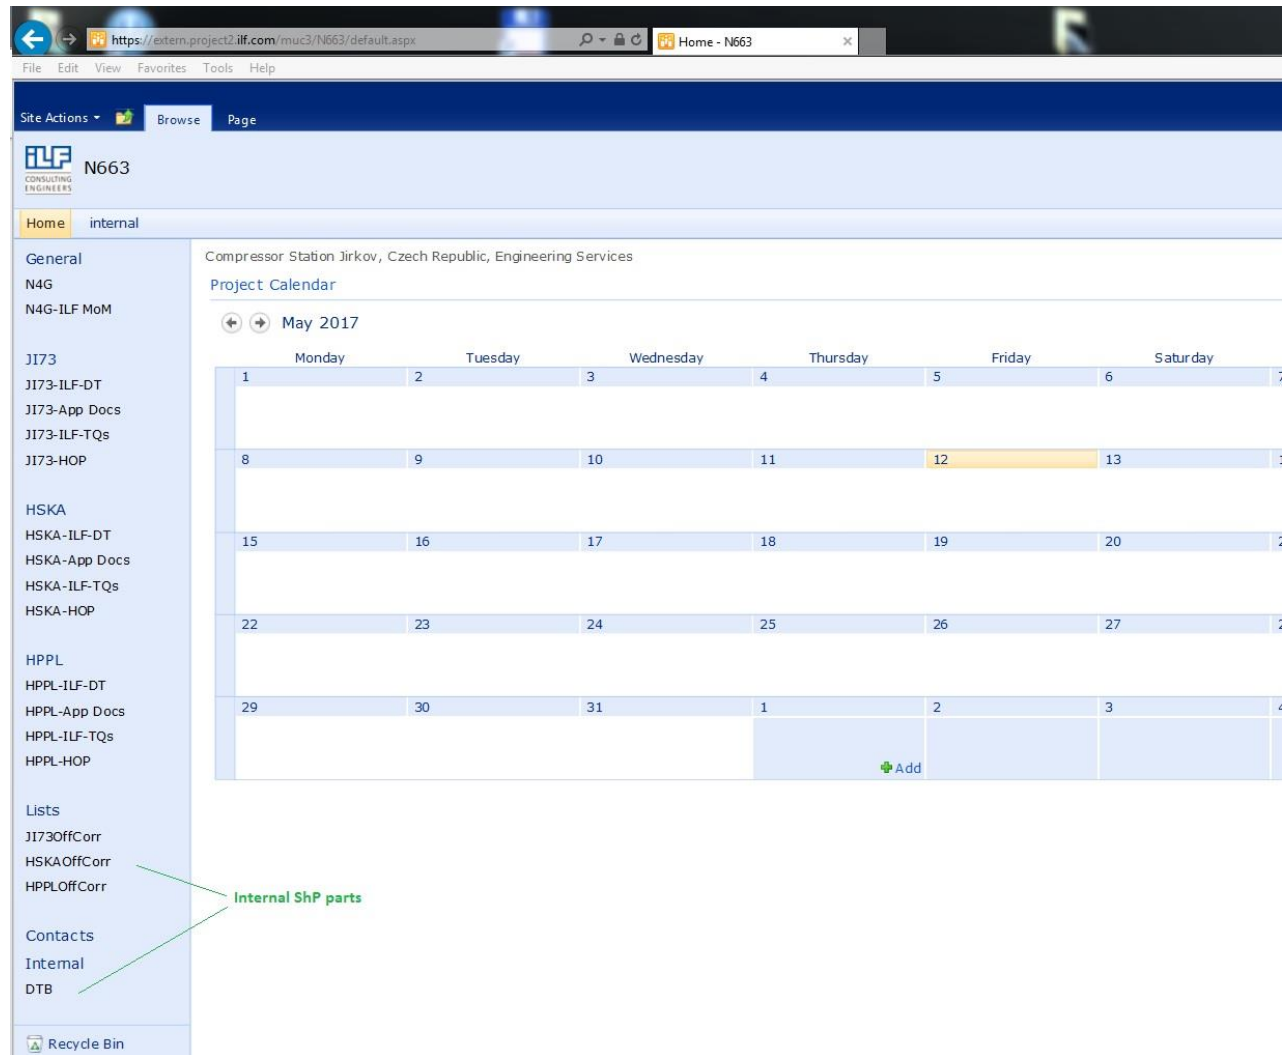 https://extern.project2.ilf.com/muc3/N663/default.aspx
Home - N663
File Edit View Favorites Tools Help
Site Actions
Browse
Page
iLF
CONSULTING
ENGINEERS
N663
Home internal
General
N4G
N4G-ILF MoM
JI73
JI73-ILF-DT
JI73-App Docs
JI73-ILF-TQs
JI73-HOP
HSKA
HSKA-ILF-DT
HSKA-App Docs
HSKA-ILF-TQs
HSKA-HOP
HPPL
HPPL-ILF-DT
HPPL-App Docs
HPPL-ILF-TQs
HPPL-HOP
Lists
JI73OffCorr
HSKAOffCorr
HPPLOffCorr
Contacts
Internal
DTB
Recycle Bin
Compressor Station Jirkov, Czech Republic, Engineering Services
Project Calendar
May 2017
Monday Tuesday Wednesday Thursday Friday Saturday
1 2 3 4 5 6
8 9 10 11 12 13
15 16 17 18 19 20
22 23 24 25 26 27
29 30 31 1 2 3
Add
Internal ShP parts